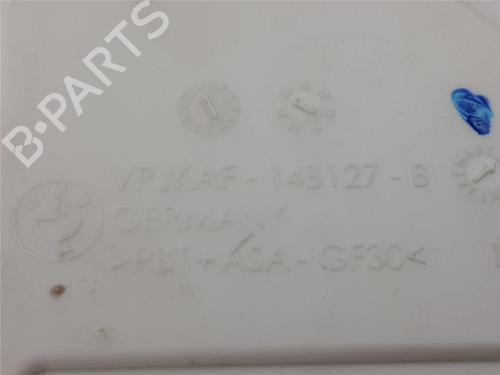 B-PARTS
VPJKAF - 14B127 - B
GERMANY
>PBT + ASA - GF30<